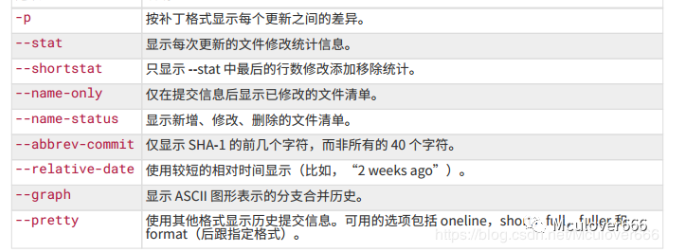 -p 按补丁格式显示每个更新之间的差异。
--stat 显示每次更新的文件修改统计信息。
--shortstat 只显示 --stat 中最后的行数修改添加移除统计。
--name-only 仅在提交信息后显示已修改的文件清单。
--name-status 显示新增、修改、删除的文件清单。
--abbrev-commit 仅显示 SHA-1 的前几个字符，而非所有的 40 个字符。
--relative-date 使用较短的相对时间显示（比如，“2 weeks ago”）。
--graph 显示 ASCII 图形表示的分支合并历史。
--pretty 使用其他格式显示历史提交信息。可用的选项包括 oneline，short，full，fuller 和
format（后跟指定格式）。
Mculover666
https://blog.csdn.net/Mculover666